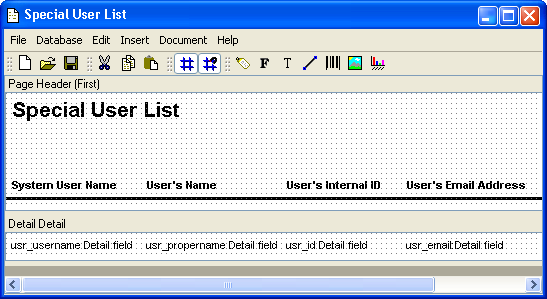 Special User List
File Database Edit Insert Document Help
F T
Page Header (First)
Special User List
System User Name User's Name User's Internal ID User's Email Address
Detail Detail
usr_username:Detail:field usr_propername:Detail:field usr_id:Detail:field usr_email:Detail:field